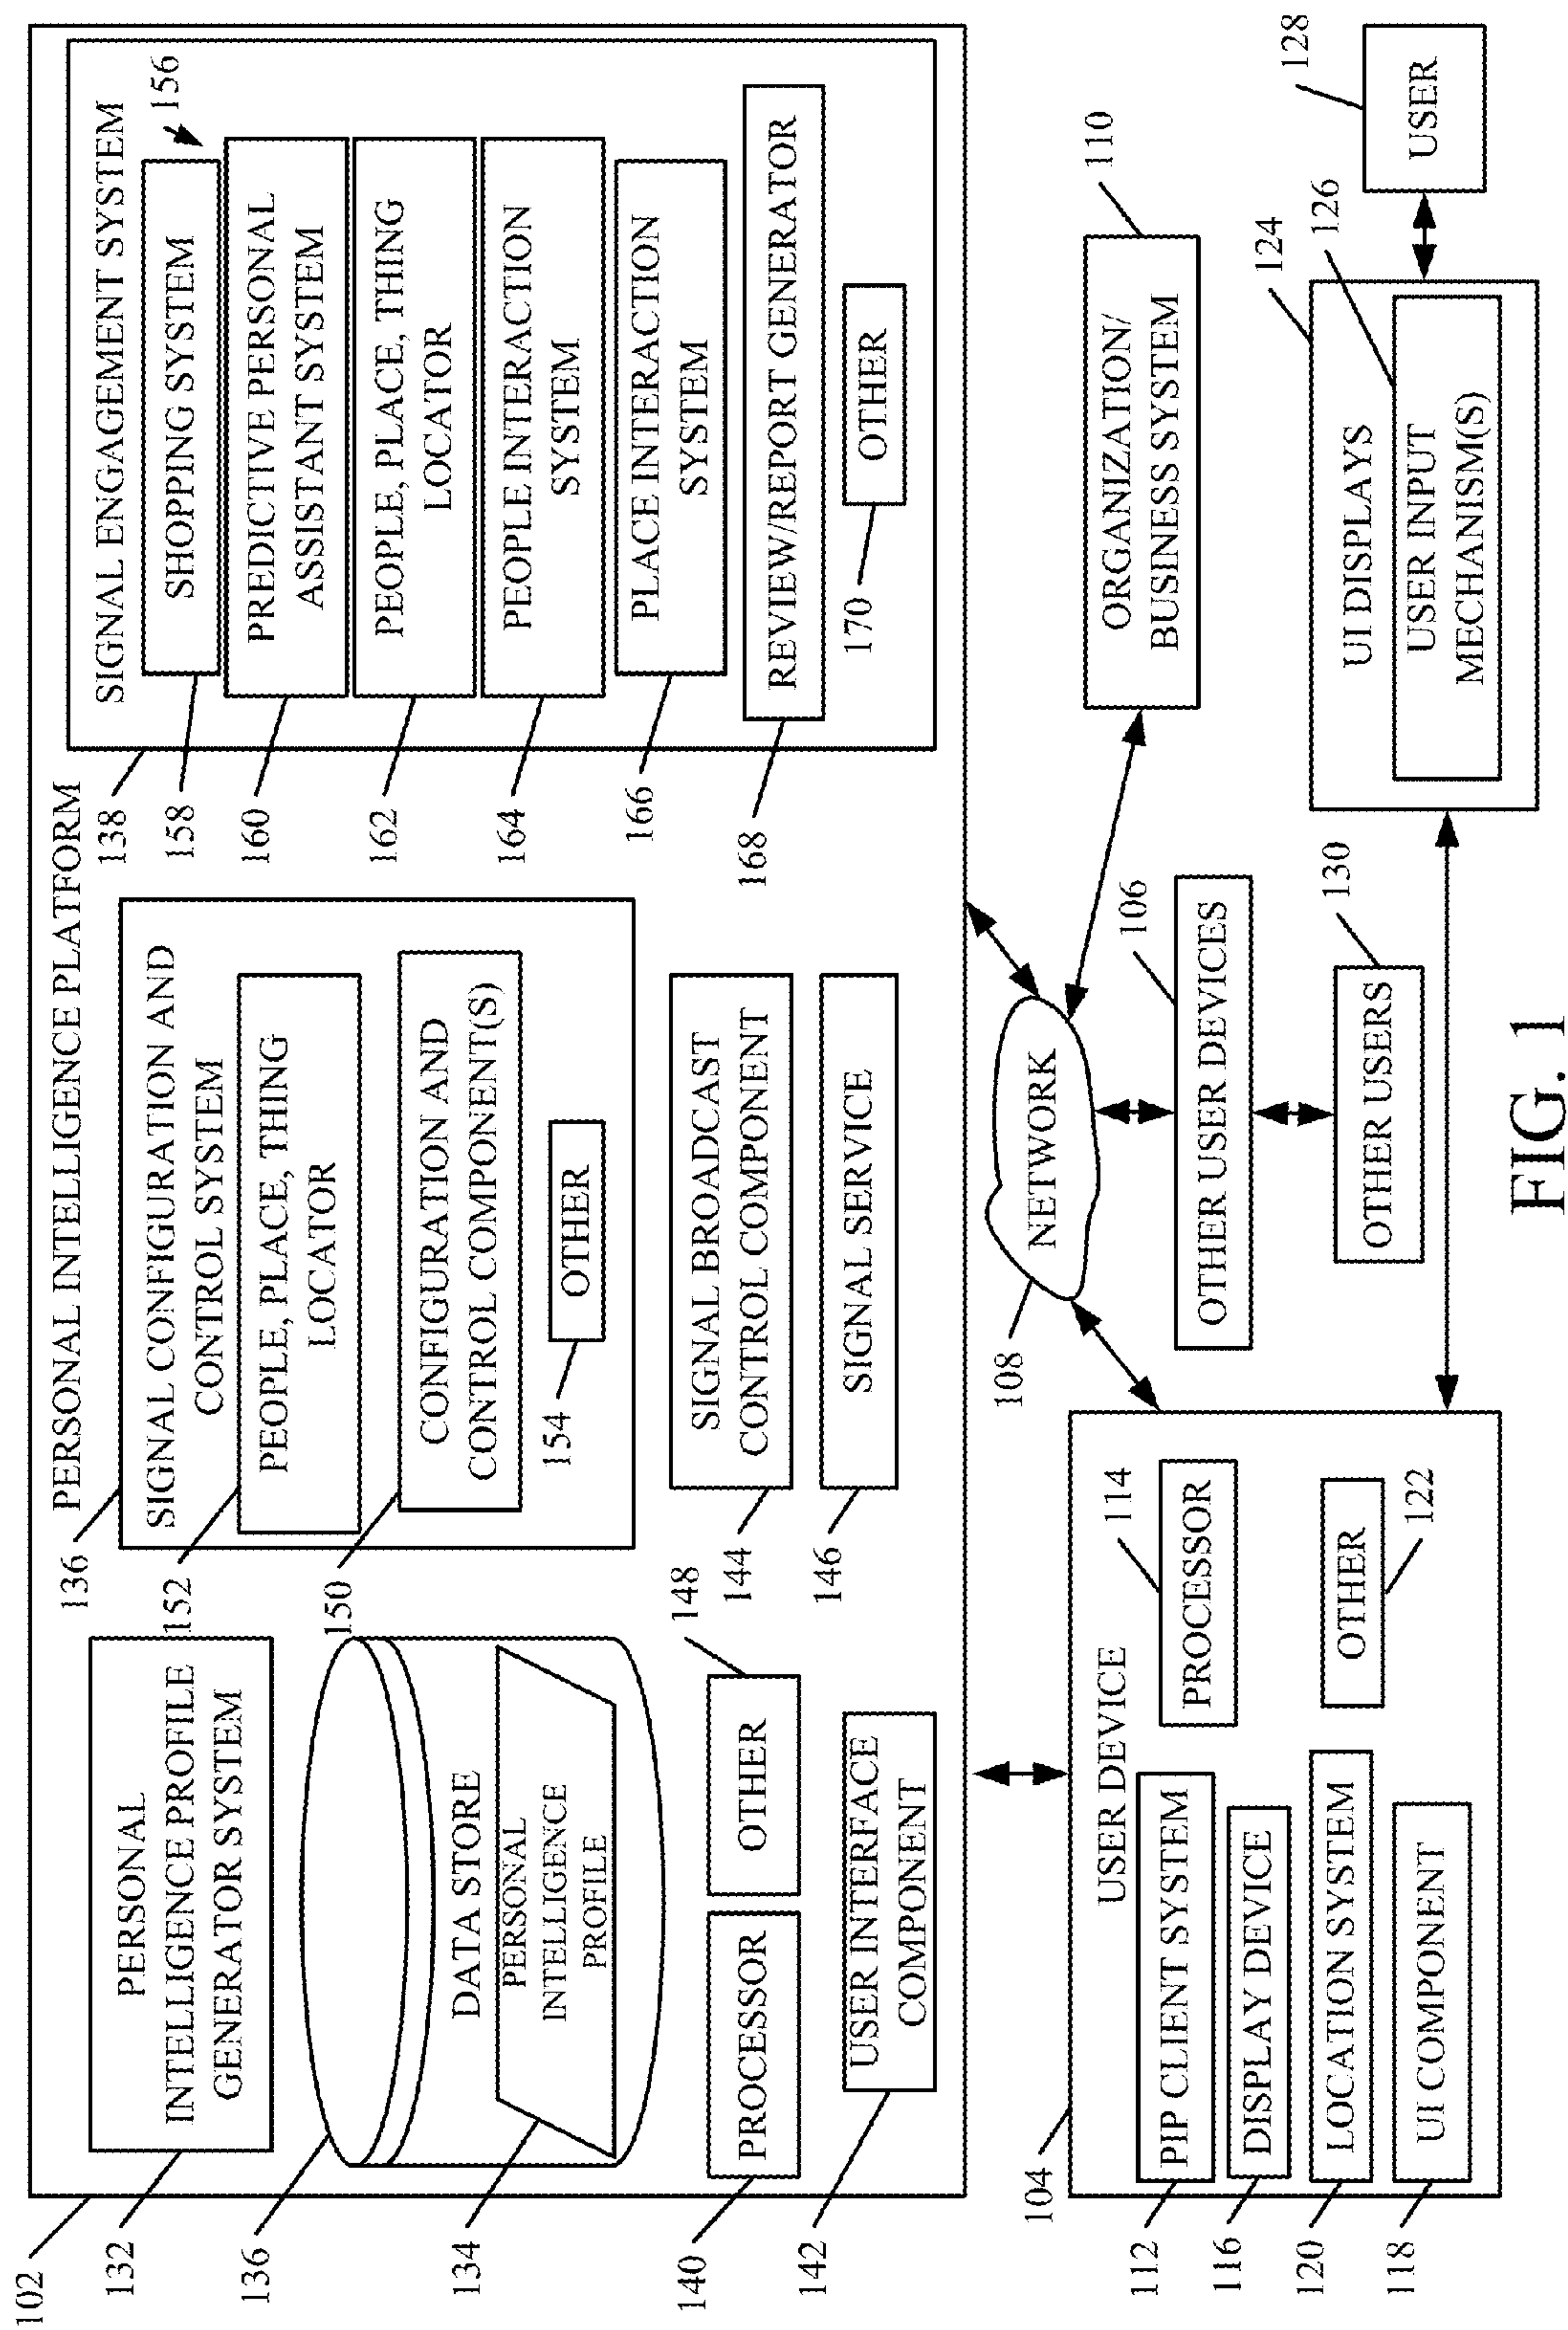 PERSONAL INTELLIGENCE PLATFORM
102
132
PERSONAL
INTELLIGENCE PROFILE
GENERATOR SYSTEM
136
DATA STORE
134
PERSONAL
INTELLIGENCE
PROFILE
140
PROCESSOR
148
OTHER
142
USER INTERFACE
COMPONENT
136
SIGNAL CONFIGURATION AND
CONTROL SYSTEM
152
PEOPLE, PLACE, THING
LOCATOR
150
CONFIGURATION AND
CONTROL COMPONENT(S)
154
OTHER
144
SIGNAL BROADCAST
CONTROL COMPONENT
146
SIGNAL SERVICE
138
SIGNAL ENGAGEMENT SYSTEM
156
158
SHOPPING SYSTEM
160
PREDICTIVE PERSONAL
ASSISTANT SYSTEM
162
PEOPLE, PLACE, THING
LOCATOR
164
PEOPLE INTERACTION
SYSTEM
166
PLACE INTERACTION
SYSTEM
168
REVIEW/REPORT GENERATOR
170
OTHER
104
USER DEVICE
112
PIP CLIENT SYSTEM
114
PROCESSOR
116
DISPLAY DEVICE
120
LOCATION SYSTEM
122
OTHER
118
UI COMPONENT
108
NETWORK
106
OTHER USER DEVICES
130
OTHER USERS
110
ORGANIZATION/
BUSINESS SYSTEM
124
UI DISPLAYS
126
USER INPUT
MECHANISM(S)
128
USER
FIG. 1